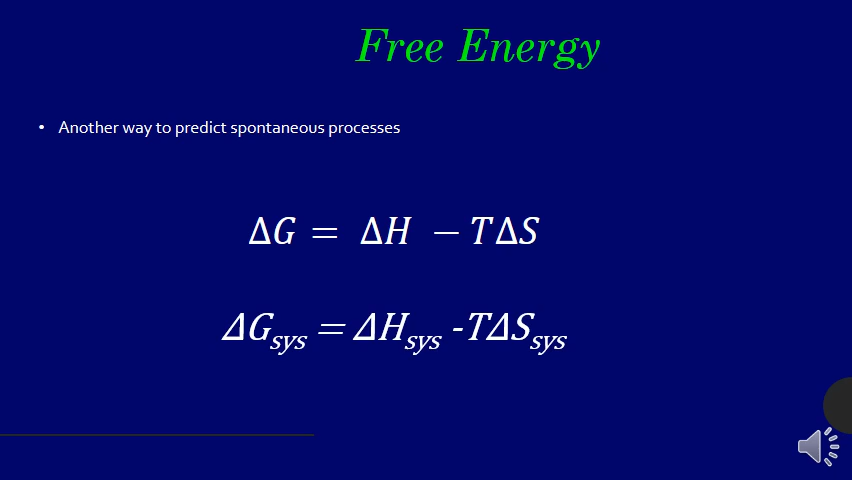 Free Energy
• Another way to predict spontaneous processes
ΔG = ΔH − TΔS
ΔGsys = ΔHsys -TΔSsys